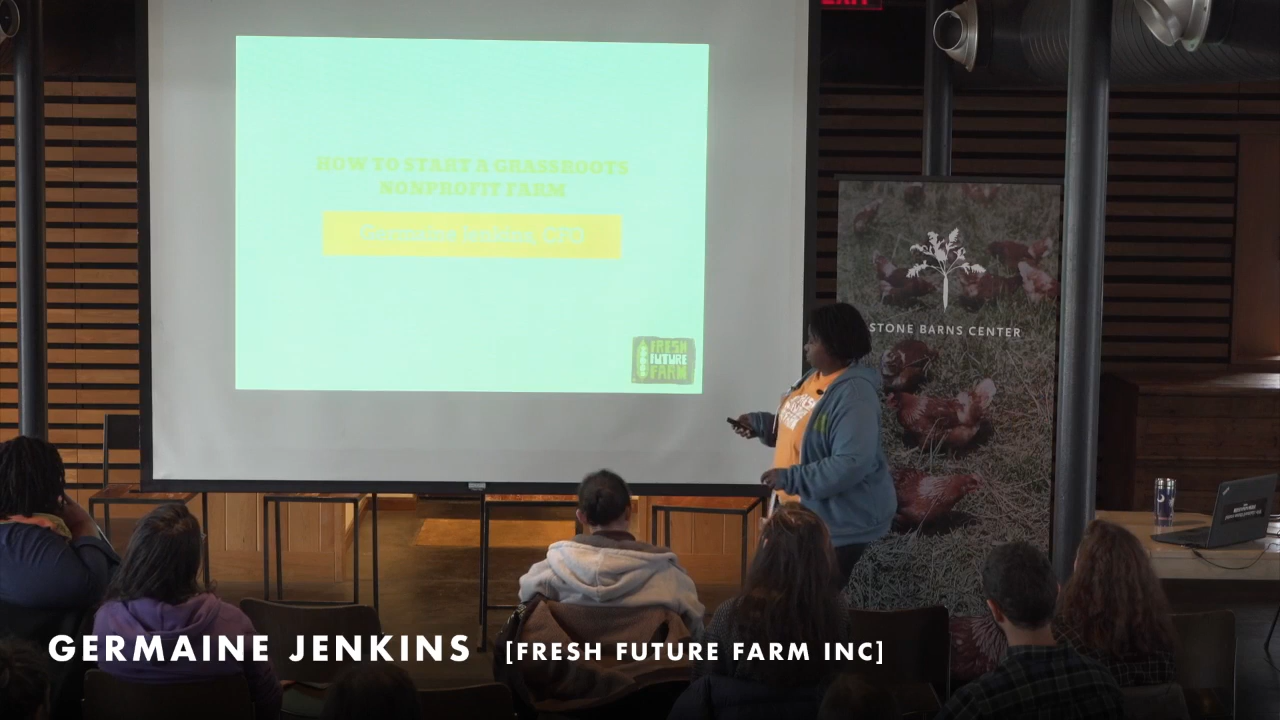 EXIT
HOW TO START A GRASSROOTS
NONPROFIT FARM
Germaine Jenkins,
FRESH
FUTURE
FARM
STONE BARNS CENTER
GERMAINE JENKINS [FRESH FUTURE FARM INC]